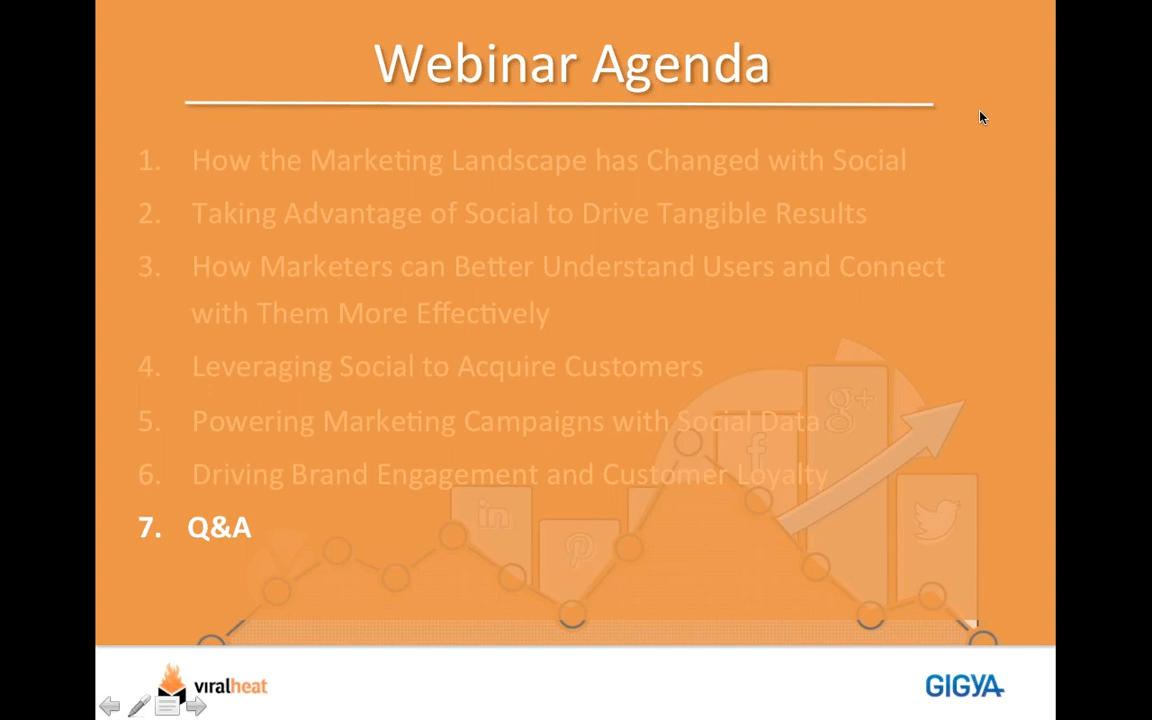 Webinar Agenda
1. How the Marketing Landscape has Changed with Social
2. Taking Advantage of Social to Drive Tangible Results
3. How Marketers can Better Understand Users and Connect
with Them More Effectively
4. Leveraging Social to Acquire Customers
5. Powering Marketing Campaigns with Social Data
6. Driving Brand Engagement and Customer Loyalty
7. Q&A
g+
f
in
viralheat
GIGYA